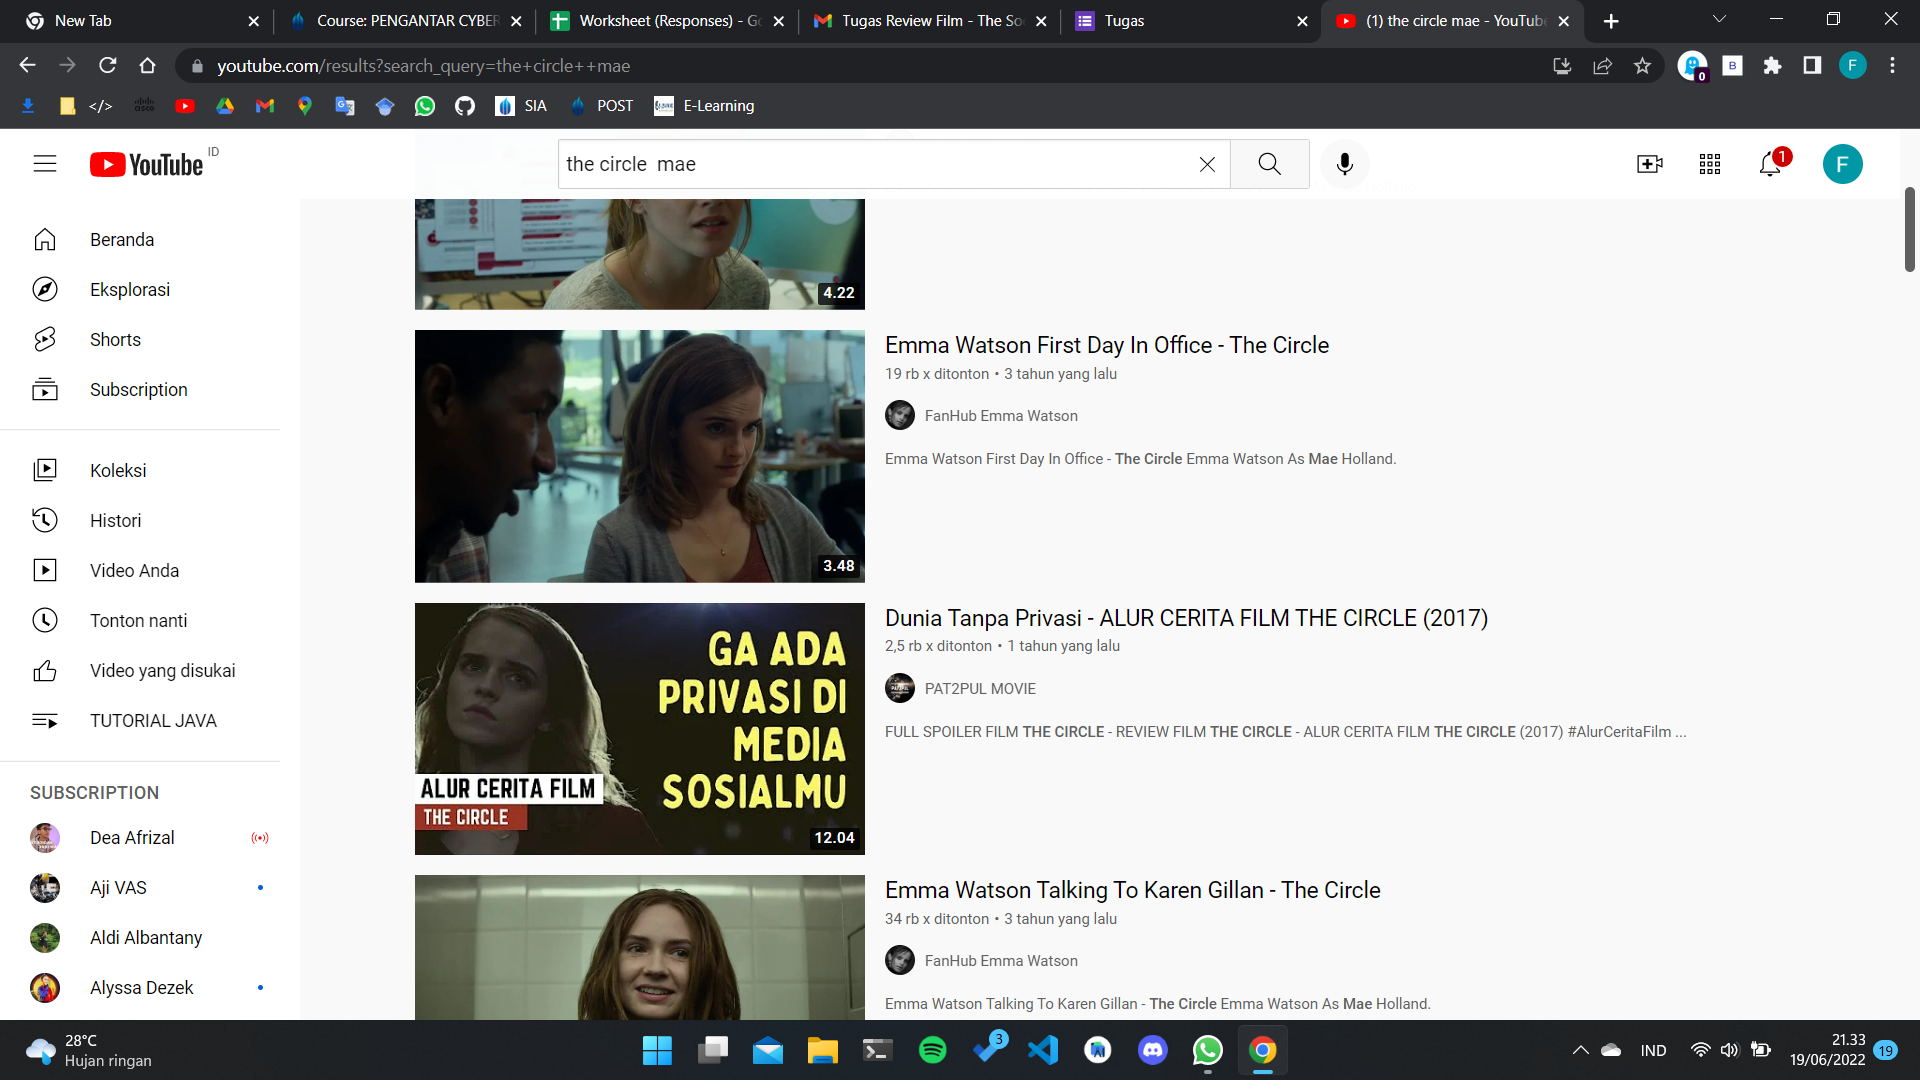 New Tab
Course: PENGANTAR CYBER
Worksheet (Responses) - Go
Tugas Review Film - The So
Tugas
(1) the circle mae - YouTube
youtube.com/results?search_query=the+circle++mae
0
B
F
</>
SIA
POST
E-Learning
YouTube ID
the circle  mae
1
F
Beranda
Eksplorasi
Shorts
Subscription
Koleksi
Histori
Video Anda
Tonton nanti
Video yang disukai
TUTORIAL JAVA
SUBSCRIPTION
Dea Afrizal
Aji VAS
Aldi Albantany
Alyssa Dezek
4.22
3.48
Emma Watson First Day In Office - The Circle
19 rb x ditonton • 3 tahun yang lalu
FanHub Emma Watson
Emma Watson First Day In Office - The Circle Emma Watson As Mae Holland.
GA ADA
PRIVASI DI
MEDIA
SOSIALMU
ALUR CERITA FILM
THE CIRCLE
12.04
Dunia Tanpa Privasi - ALUR CERITA FILM THE CIRCLE (2017)
2,5 rb x ditonton • 1 tahun yang lalu
PAT2PUL MOVIE
FULL SPOILER FILM THE CIRCLE - REVIEW FILM THE CIRCLE - ALUR CERITA FILM THE CIRCLE (2017) #AlurCeritaFilm ...
Emma Watson Talking To Karen Gillan - The Circle
34 rb x ditonton • 3 tahun yang lalu
FanHub Emma Watson
Emma Watson Talking To Karen Gillan - The Circle Emma Watson As Mae Holland.
28°C
Hujan ringan
3
IND
21.33
19/06/2022
19